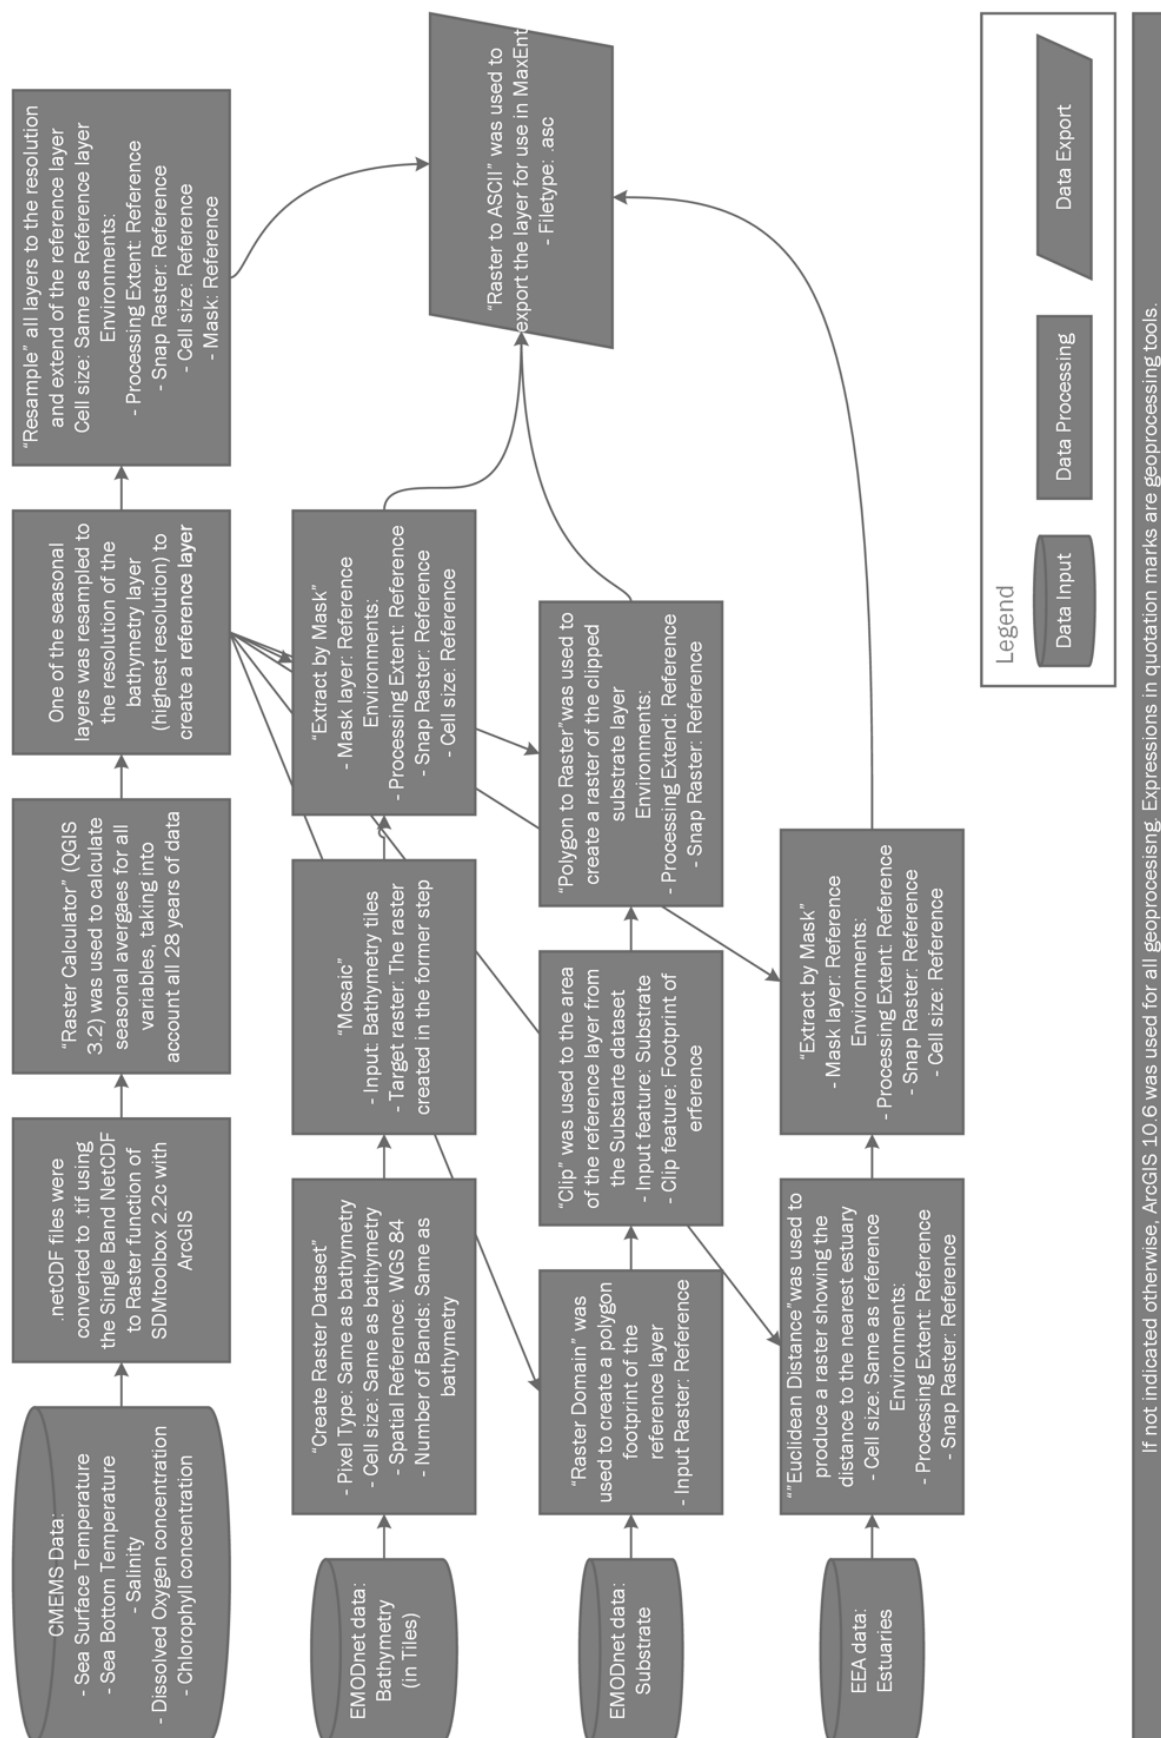 CMEMS Data:
- Sea Surface Temperature
- Sea Bottom Temperature
- Salinity
- Dissolved Oxygen concentration
- Chlorophyll concentration
.netCDF files were
converted to .tif using
the Single Band NetCDF
to Raster function of
SDMtoolbox 2.2c with
ArcGIS
“Raster Calculator” (QGIS
3.2) was used to calculate
seasonal avergaes for all
variables, taking into
account all 28 years of data
One of the seasonal
layers was resampled to
the resolution of the
bathymetry layer
(highest resolution) to
create a reference layer
“Resample” all layers to the resolution
and extend of the reference layer
Cell size: Same as Reference layer
Environments:
- Processing Extent: Reference
- Snap Raster: Reference
- Cell size: Reference
- Mask: Reference
EMODnet data:
Bathymetry
(in Tiles)
“Create Raster Dataset”
- Pixel Type: Same as bathymetry
- Cell size: Same as bathymetry
- Spatial Reference: WGS 84
- Number of Bands: Same as
bathymetry
“Mosaic”
- Input: Bathymetry tiles
- Target raster: The raster
created in the former step
“Extract by Mask”
- Mask layer: Reference
Environments:
- Processing Extent: Reference
- Snap Raster: Reference
- Cell size: Reference
“Raster to ASCII” was used to
export the layer for use in MaxEnt
- Filetype: .asc
EMODnet data:
Substrate
“Raster Domain” was
used to create a polygon
footprint of the
reference layer
- Input Raster: Reference
“Clip” was used to the area
of the reference layer from
the Substarte dataset
- Input feature: Substrate
- Clip feature: Footprint of
erference
“Polygon to Raster”was used to
create a raster of the clipped
substrate layer
Environments:
- Processing Extend: Reference
- Snap Raster: Reference
EEA data:
Estuaries
“”Euclidean Distance”was used to
produce a raster showing the
distance to the nearest estuary
- Cell size: Same as reference
Environments:
- Processing Extent: Reference
- Snap Raster: Reference
“Extract by Mask”
- Mask layer: Reference
Environments:
- Processing Extent: Reference
- Snap Raster: Reference
- Cell size: Reference
Legend
Data Input
Data Processing
Data Export
If not indicated otherwise, ArcGIS 10.6 was used for all geoprocesisng. Expressions in quotation marks are geoprocessing tools.